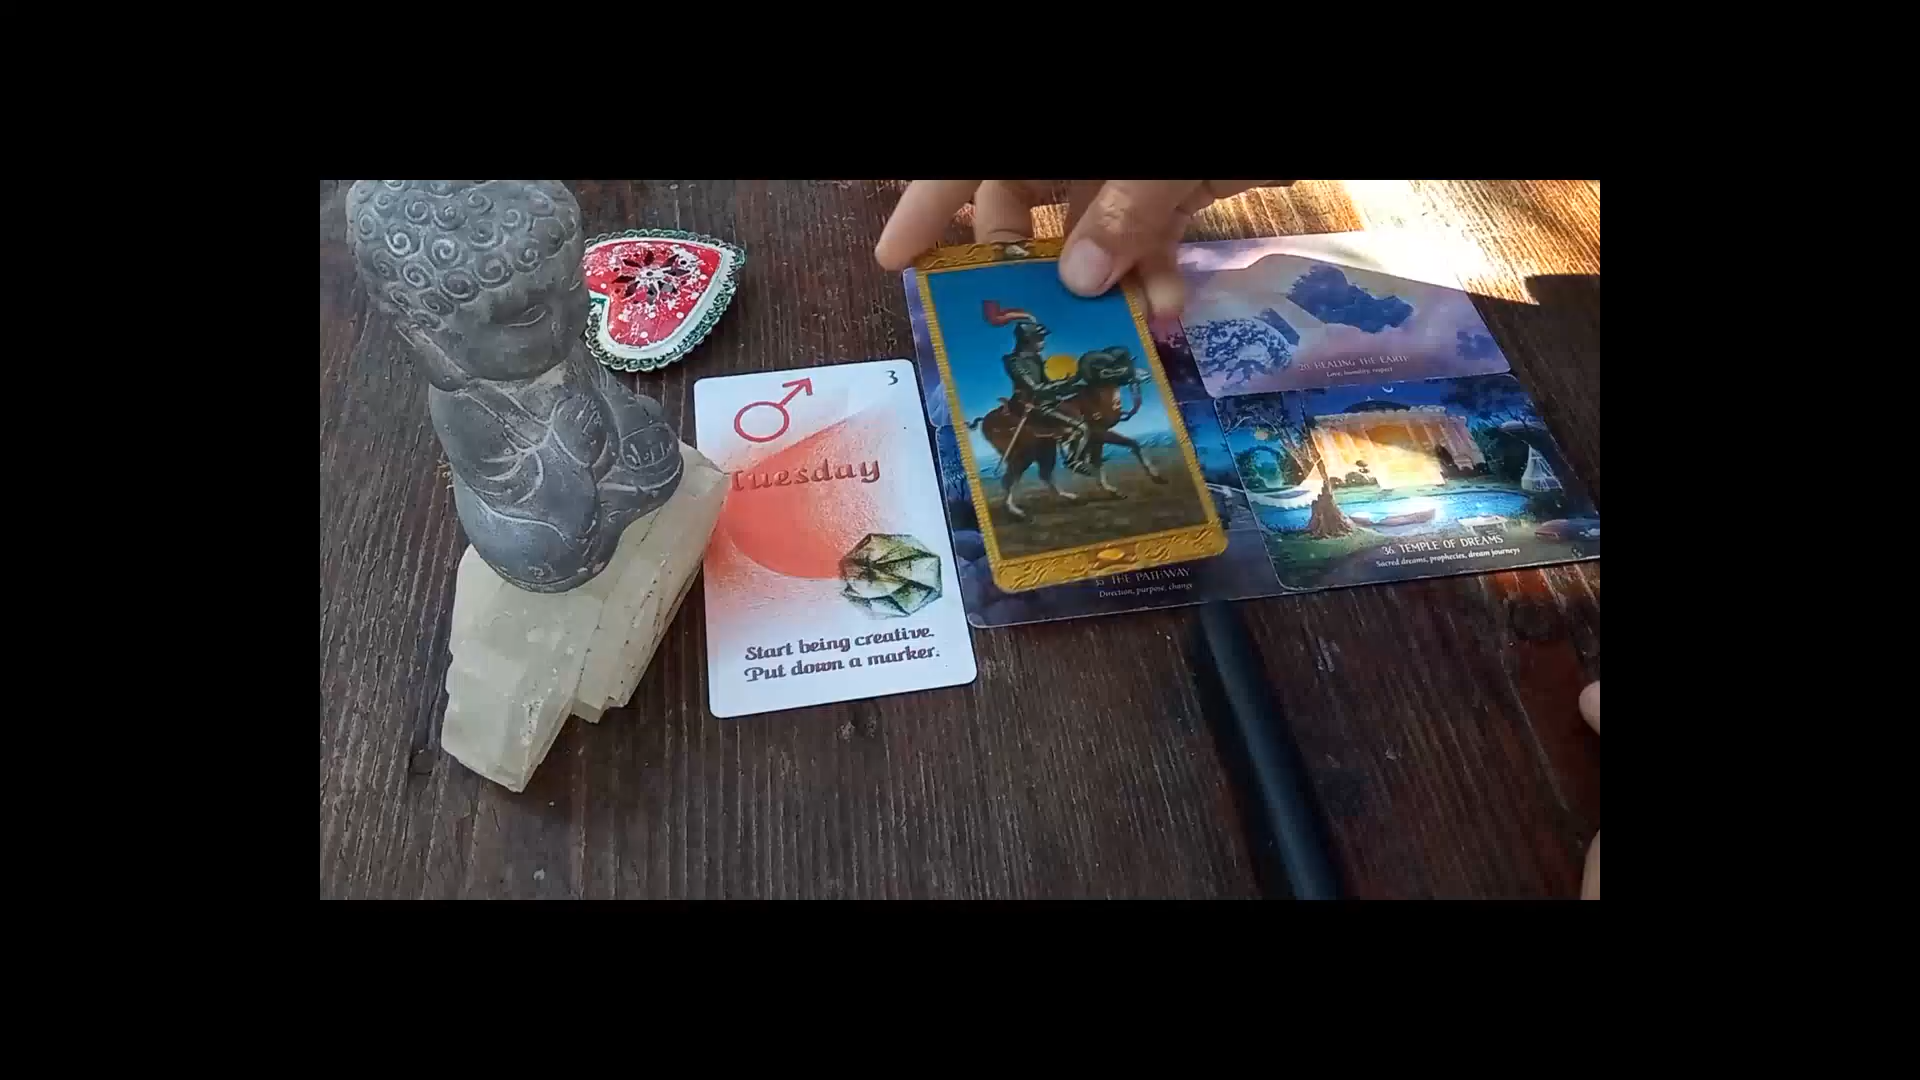 3
Tuesday
Start being creative.
Put down a marker.
20. HEALING THE EARTH
Love, humility, respect
36. TEMPLE OF DREAMS
Sacred dreams, prophecies, dream journeys
35 THE PATHWAY
Direction, purpose, change